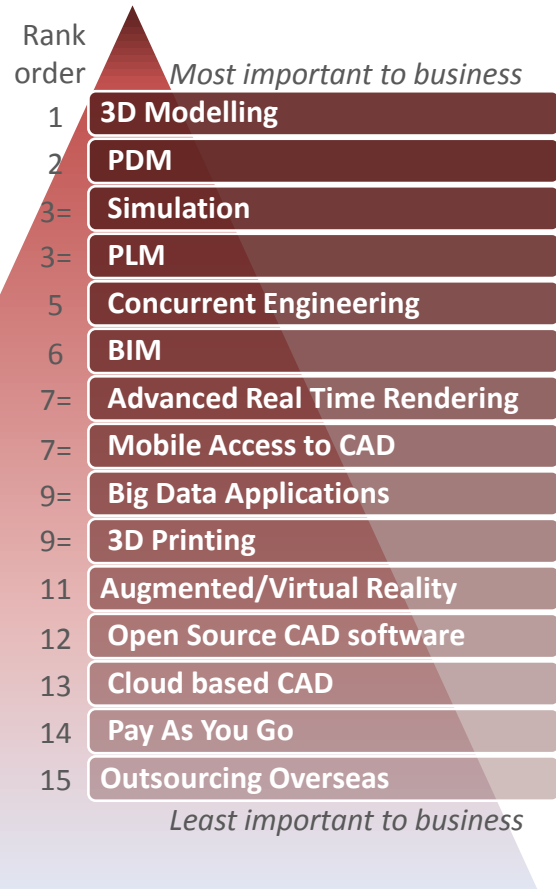 Rank
order
Most important to business
1 3D Modelling
2 PDM
3= Simulation
3= PLM
5 Concurrent Engineering
6 BIM
7= Advanced Real Time Rendering
7= Mobile Access to CAD
9= Big Data Applications
9= 3D Printing
11 Augmented/Virtual Reality
12 Open Source CAD software
13 Cloud based CAD
14 Pay As You Go
15 Outsourcing Overseas
Least important to business